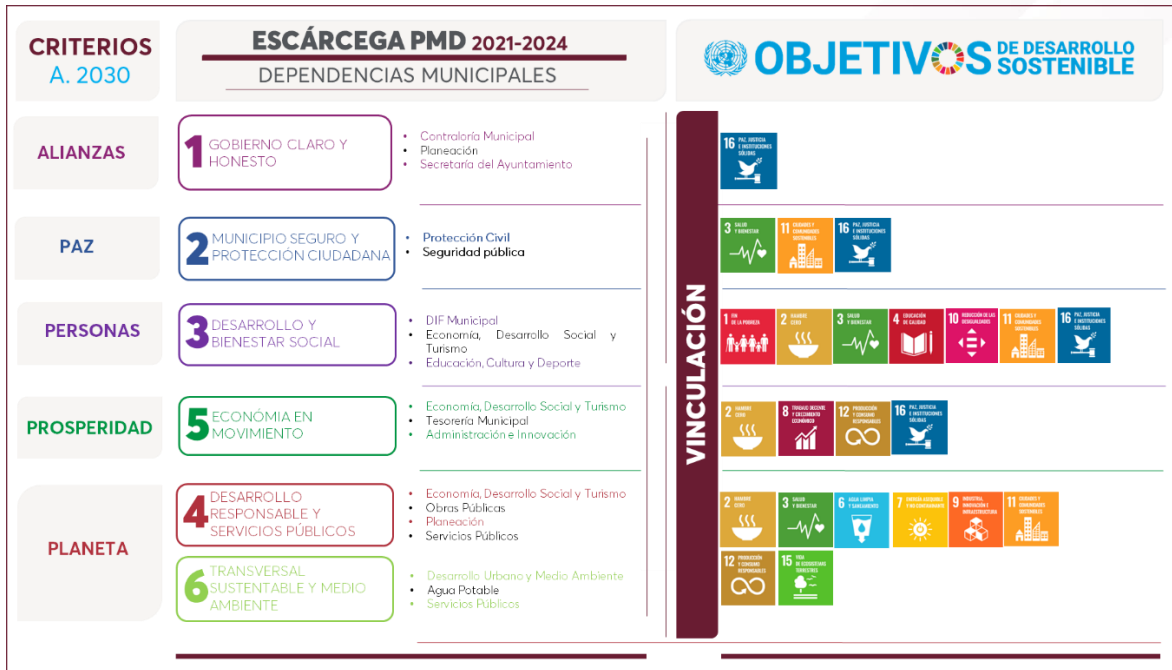 CRITERIOS
A. 2030
ESCÁRCEGA PMD 2021-2024
DEPENDENCIAS MUNICIPALES
OBJETIVOS DE DESARROLLO
SOSTENIBLE
VINCULACIÓN
ALIANZAS
1 GOBIERNO CLARO Y
HONESTO
• Contraloría Municipal
• Planeación
• Secretaría del Ayuntamiento
16 PAZ, JUSTICIA
E INSTITUCIONES
SÓLIDAS
PAZ
2 MUNICIPIO SEGURO Y
PROTECCIÓN CIUDADANA
• Protección Civil
• Seguridad pública
3 SALUD
Y BIENESTAR
11 CIUDADES Y
COMUNIDADES
SOSTENIBLES
16 PAZ, JUSTICIA
E INSTITUCIONES
SÓLIDAS
PERSONAS
3 DESARROLLO Y
BIENESTAR SOCIAL
• DIF Municipal
• Economía, Desarrollo Social y
Turismo
• Educación, Cultura y Deporte
1 FIN
DE LA POBREZA
2 HAMBRE
CERO
3 SALUD
Y BIENESTAR
4 EDUCACIÓN
DE CALIDAD
10 REDUCCIÓN DE LAS
DESIGUALDADES
11 CIUDADES Y
COMUNIDADES
SOSTENIBLES
16 PAZ, JUSTICIA
E INSTITUCIONES
SÓLIDAS
PROSPERIDAD
5 ECONÓMIA EN
MOVIMIENTO
• Economía, Desarrollo Social y Turismo
• Tesorería Municipal
• Administración e Innovación
2 HAMBRE
CERO
8 TRABAJO DECENTE
Y CRECIMIENTO
ECONÓMICO
12 PRODUCCIÓN
Y CONSUMO
RESPONSABLES
16 PAZ, JUSTICIA
E INSTITUCIONES
SÓLIDAS
PLANETA
4 DESARROLLO
RESPONSABLE Y
SERVICIOS PÚBLICOS
• Economía, Desarrollo Social y Turismo
• Obras Públicas
• Planeación
• Servicios Públicos
2 HAMBRE
CERO
3 SALUD
Y BIENESTAR
6 AGUA LIMPIA
Y SANEAMIENTO
7 ENERGÍA ASEQUIBLE
Y NO CONTAMINANTE
9 INDUSTRIA,
INNOVACIÓN E
INFRAESTRUCTURA
11 CIUDADES Y
COMUNIDADES
SOSTENIBLES
6 TRANSVERSAL
SUSTENTABLE Y MEDIO
AMBIENTE
• Desarrollo Urbano y Medio Ambiente
• Agua Potable
• Servicios Públicos
12 PRODUCCIÓN
Y CONSUMO
RESPONSABLES
15 VIDA
DE ECOSISTEMAS
TERRESTRES